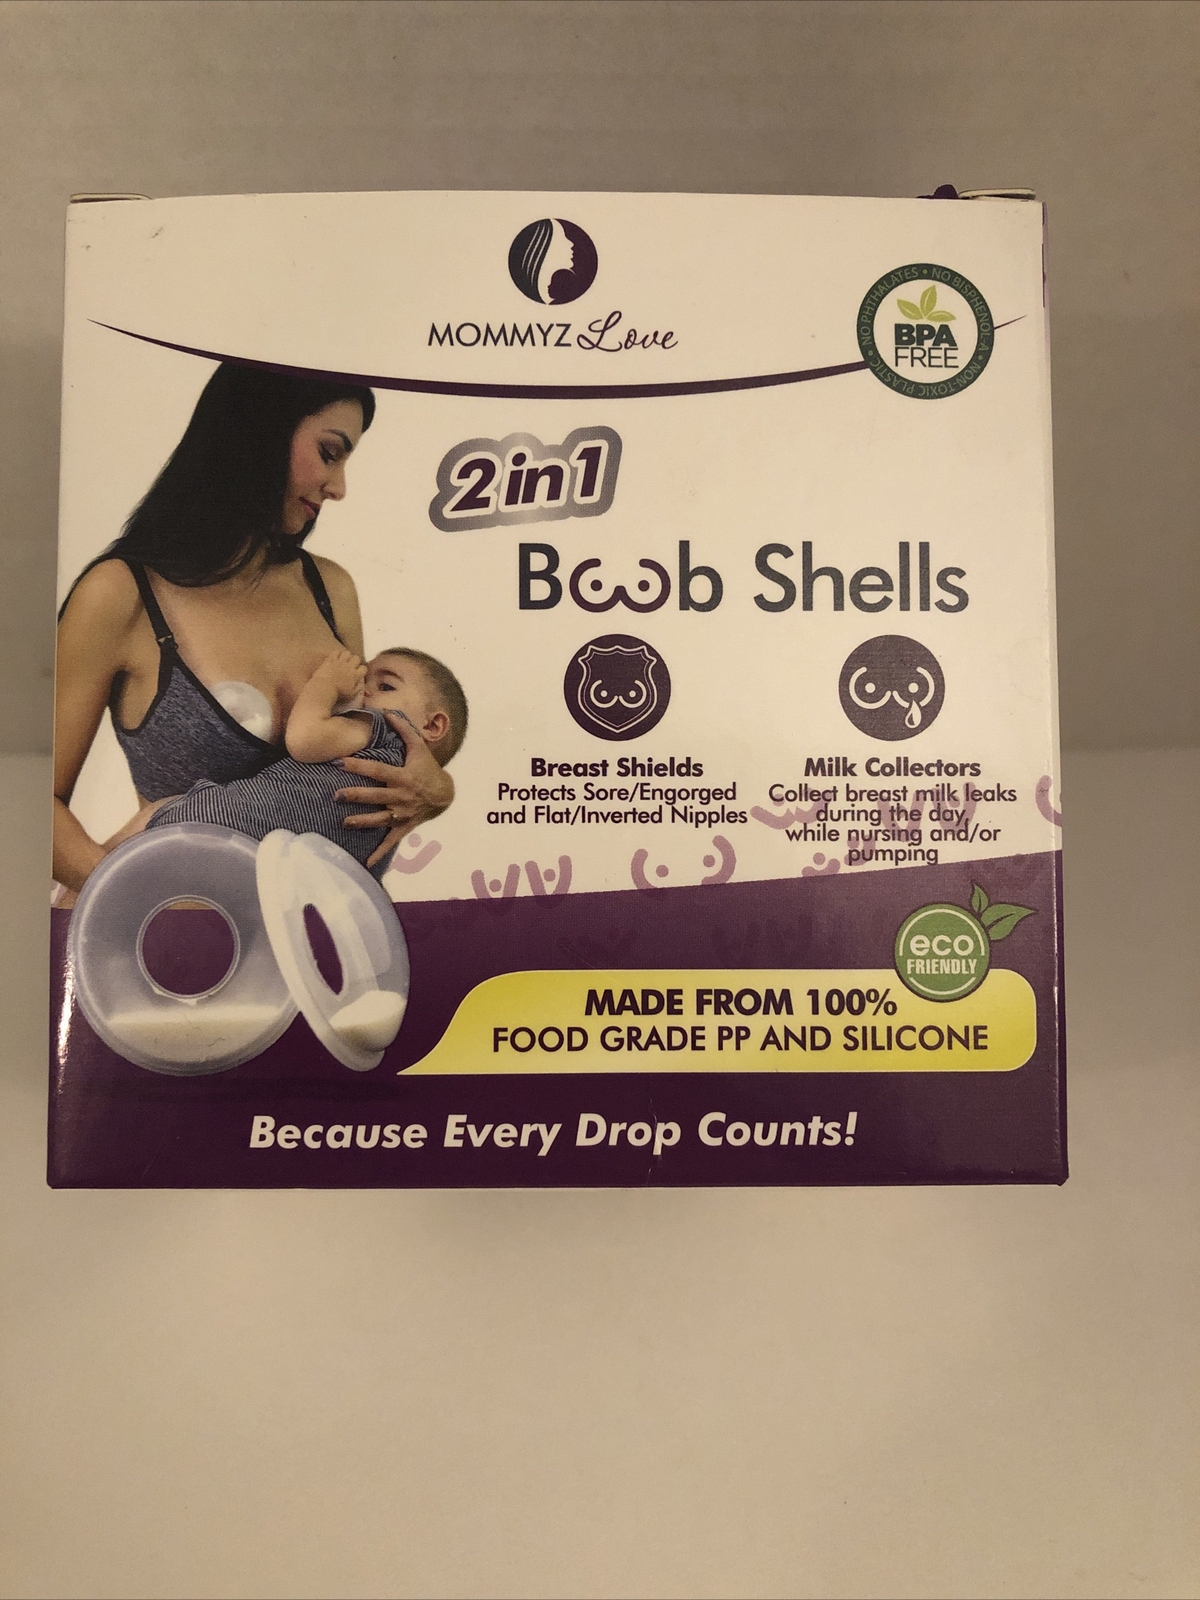 MOMMYZ Love
NO PHTHALATES • NO BISPHENOL-A • NON-TOXIC PLASTIC •
BPA
FREE
2 in 1
Boob Shells
Breast Shields
Protects Sore/Engorged
and Flat/Inverted Nipples
Milk Collectors
Collect breast milk leaks
during the day,
while nursing and/or
pumping
eco
FRIENDLY
MADE FROM 100%
FOOD GRADE PP AND SILICONE
Because Every Drop Counts!